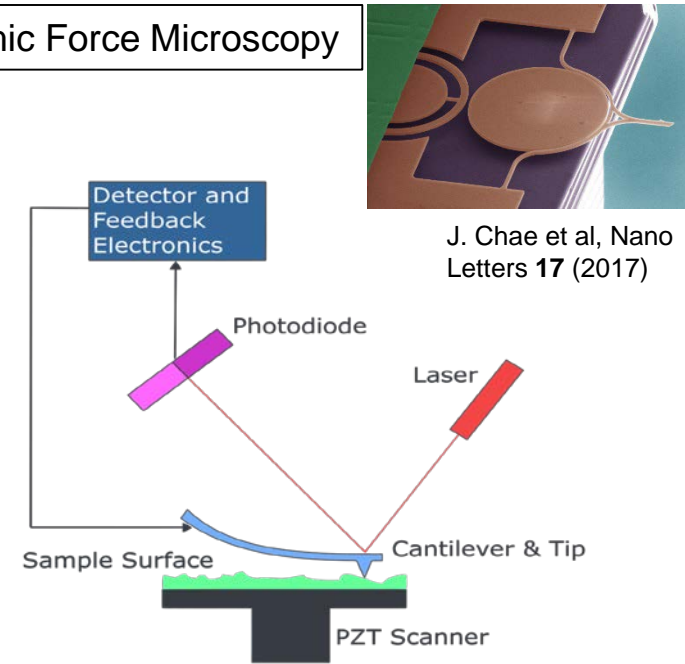 nic Force Microscopy
J. Chae et al, Nano
Letters 17 (2017)
Detector and
Feedback
Electronics
Photodiode
Laser
Cantilever & Tip
Sample Surface
PZT Scanner